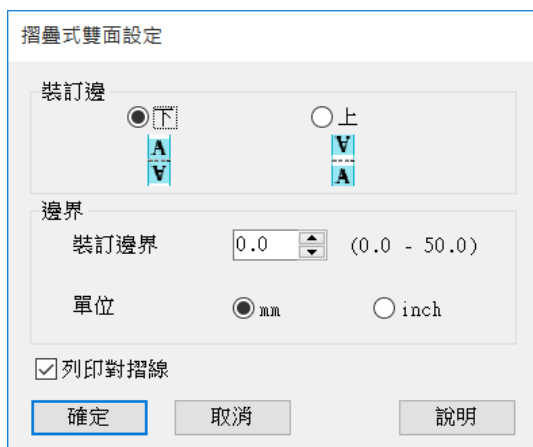 摺疊式雙面設定
裝訂邊
下 上
A A
A A
邊界
裝訂邊界 0.0 (0.0 - 50.0)
單位 mm inch
列印對摺線
確定 取消 說明